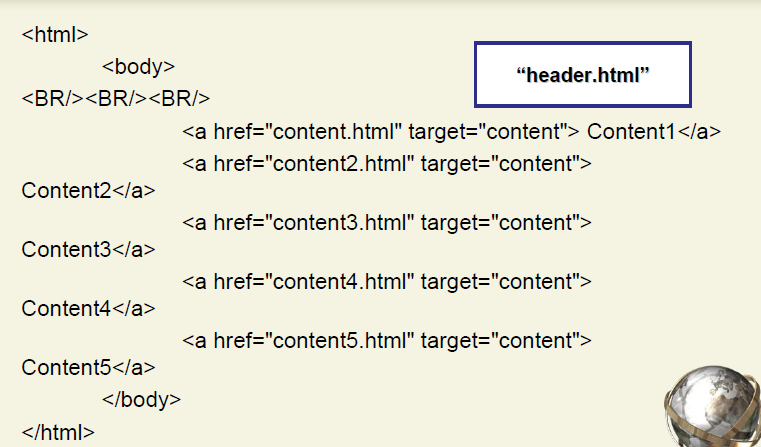 <html>
<body>
“header.html”
<BR/><BR/><BR/>
<a href="content.html" target="content"> Content1</a>
<a href="content2.html" target="content">
Content2</a>
<a href="content3.html" target="content">
Content3</a>
<a href="content4.html" target="content">
Content4</a>
<a href="content5.html" target="content">
Content5</a>
</body>
</html>